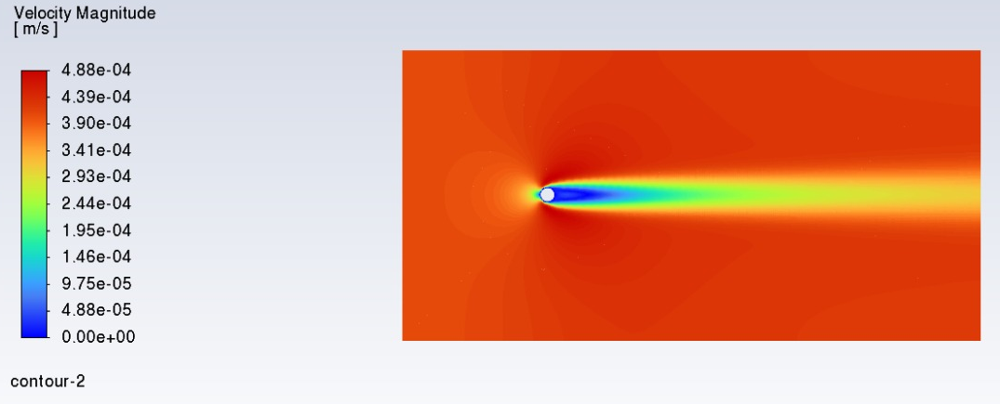 Velocity Magnitude
[ m/s ]
4.88e-04
4.39e-04
3.90e-04
3.41e-04
2.93e-04
2.44e-04
1.95e-04
1.46e-04
9.75e-05
4.88e-05
0.00e+00
contour-2